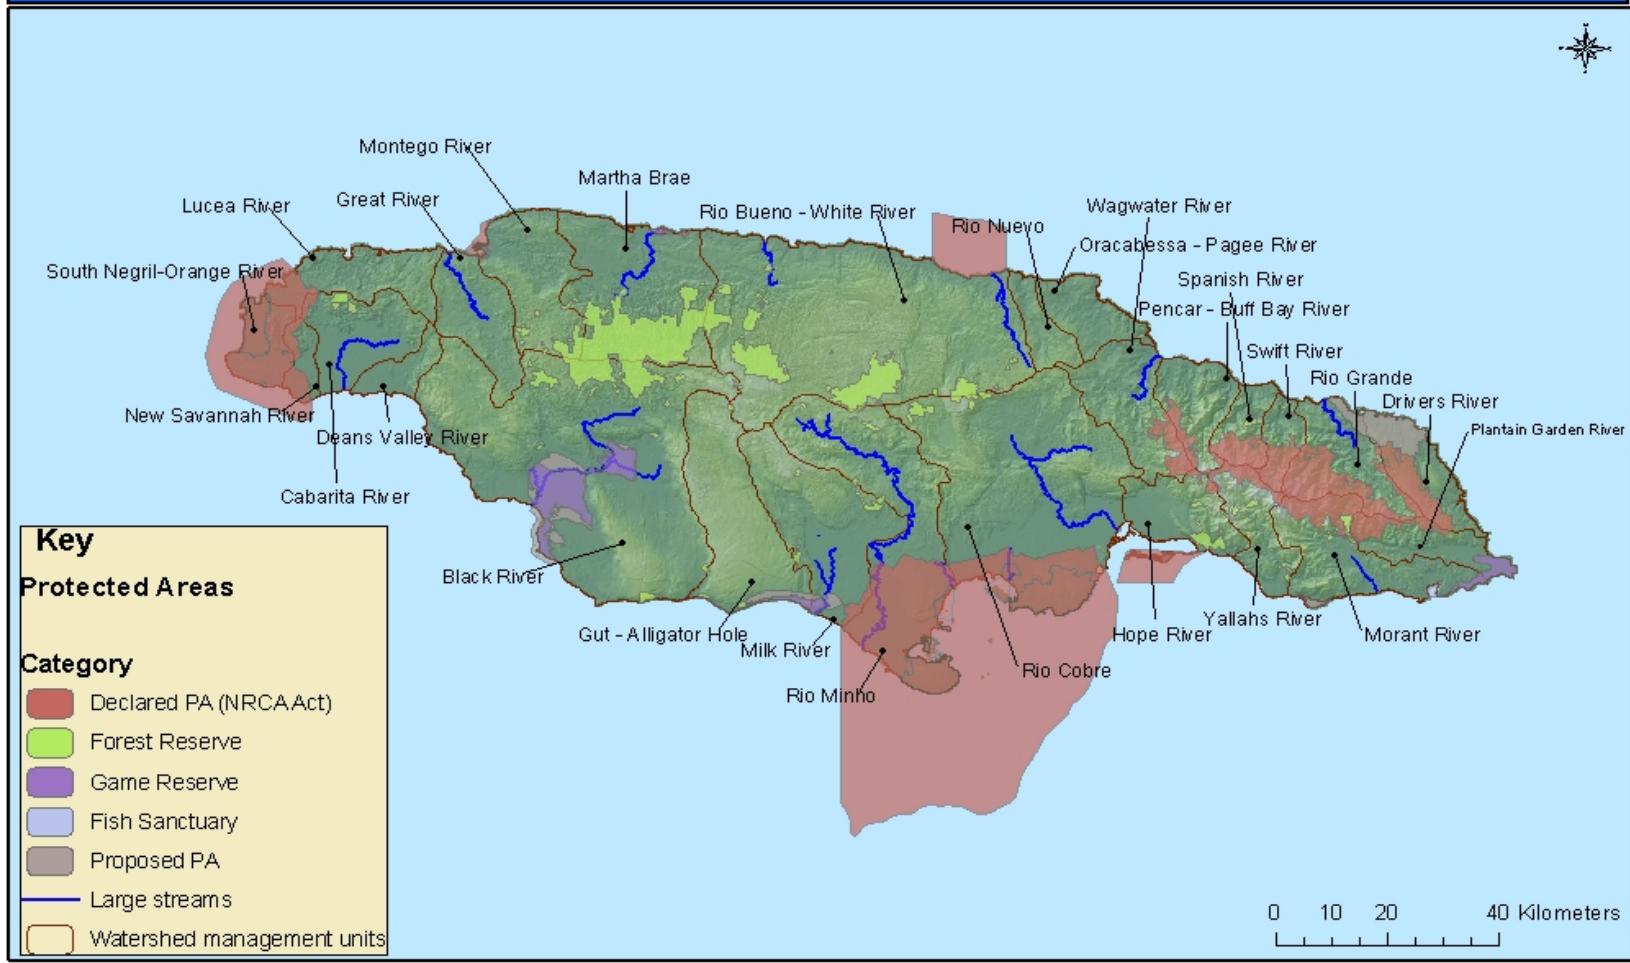 Montego River
Martha Brae
Lucea River
Great River
Rio Bueno - White River
Wagwater River
Rio Nuevo
Oracabessa - Pagee River
South Negril-Orange River
Spanish River
Pencar - Buff Bay River
Swift River
Rio Grande
Drivers River
New Savannah River
Plantain Garden River
Deans Valley River
Cabarita River
Black River
Gut - Alligator Hole
Milk River
Rio Minho
Rio Cobre
Hope River
Yallahs River
Morant River
Key
Protected Areas
Category
Declared PA (NRCA Act)
Forest Reserve
Game Reserve
Fish Sanctuary
Proposed PA
Large streams
Watershed management units
0 10 20 40 Kilometers